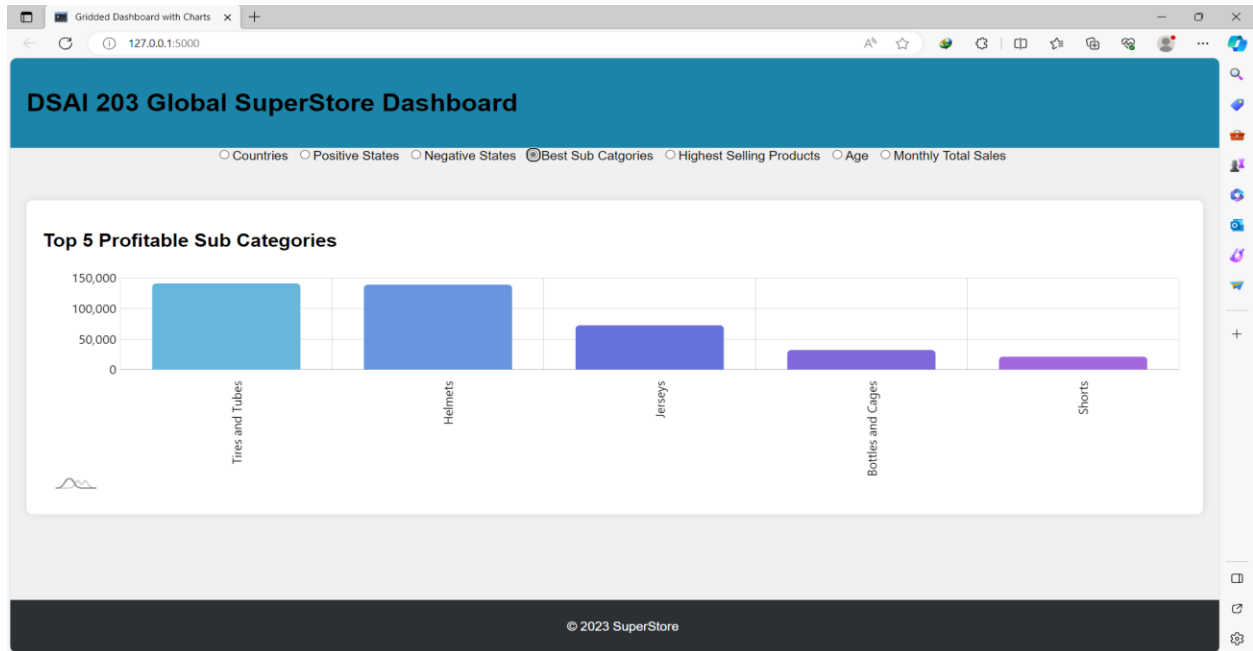 Gridded Dashboard with Charts
127.0.0.1:5000
DSAI 203 Global SuperStore Dashboard
Countries Positive States Negative States Best Sub Catgories Highest Selling Products Age Monthly Total Sales
Top 5 Profitable Sub Categories
150,000
100,000
50,000
0
Tires and Tubes
Helmets
Jerseys
Bottles and Cages
Shorts
© 2023 SuperStore